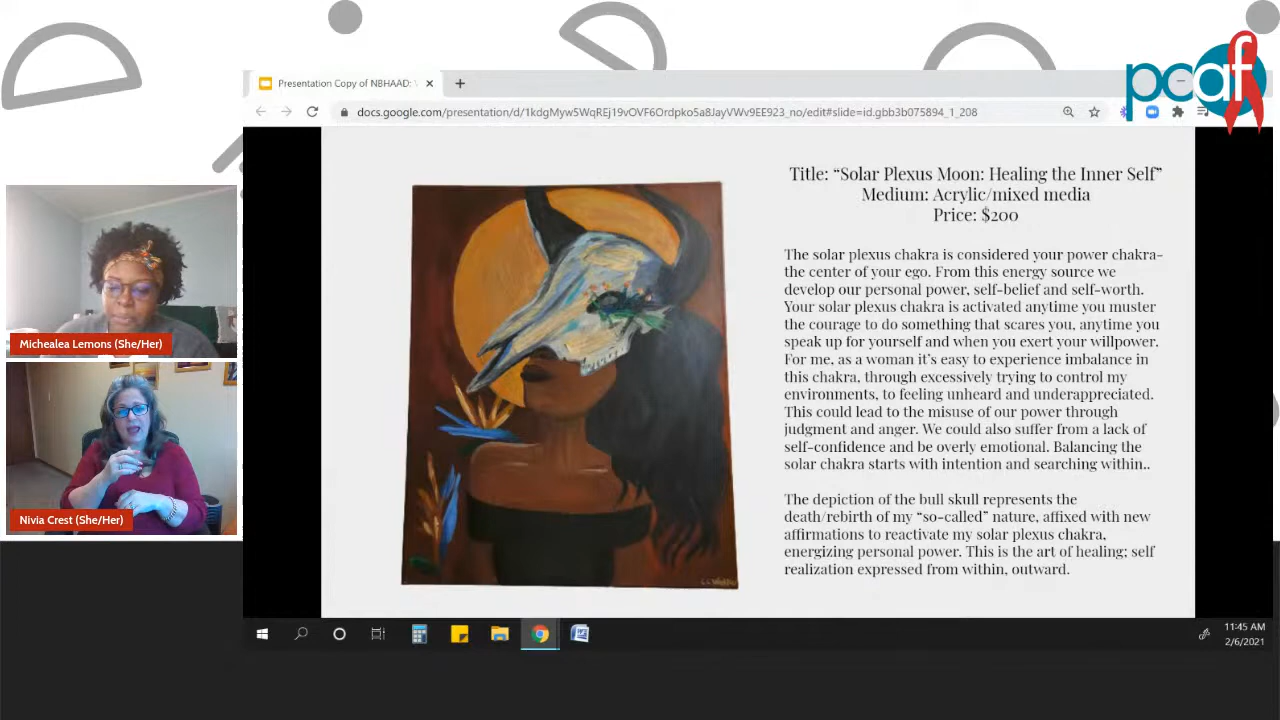 pcaf
Presentation Copy of NBHAAD:
docs.google.com/presentation/d/1kdgMyw5WqREj19vOVF6Ordpko5a8JayVWv9EE923_no/edit#slide=id.gbb3b075894_1_208
Title: “Solar Plexus Moon: Healing the Inner Self”
Medium: Acrylic/mixed media
Price: $200
The solar plexus chakra is considered your power chakra-
the center of your ego. From this energy source we
develop our personal power, self-belief and self-worth.
Your solar plexus chakra is activated anytime you muster
the courage to do something that scares you, anytime you
speak up for yourself and when you exert your willpower.
For me, as a woman it’s easy to experience imbalance in
this chakra, through excessively trying to control my
environments, to feeling unheard and underappreciated.
This could lead to the misuse of our power through
judgment and anger. We could also suffer from a lack of
self-confidence and be overly emotional. Balancing the
solar chakra starts with intention and searching within..
The depiction of the bull skull represents the
death/rebirth of my “so-called” nature, affixed with new
affirmations to reactivate my solar plexus chakra,
energizing personal power. This is the art of healing; self
realization expressed from within, outward.
Michealea Lemons (She/Her)
Nivia Crest (She/Her)
11:45 AM
2/6/2021